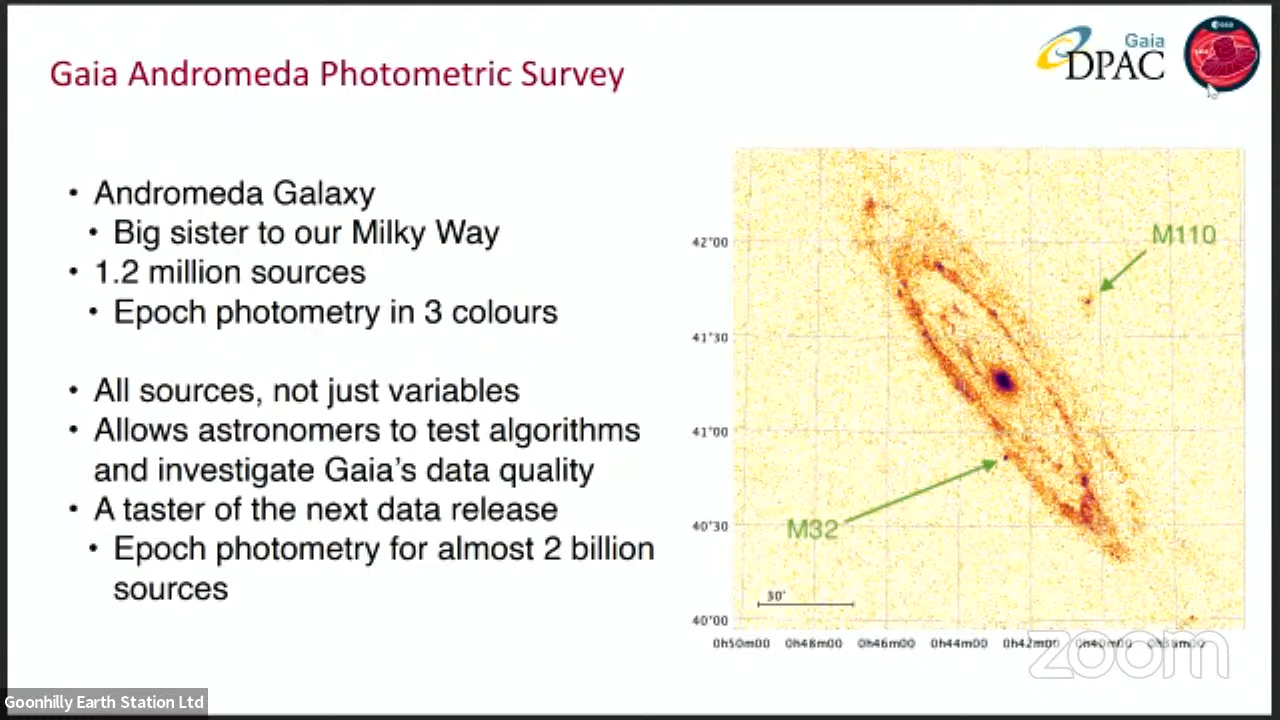 Gaia Andromeda Photometric Survey
Gaia
DPAC
esa
• Andromeda Galaxy
• Big sister to our Milky Way
• 1.2 million sources
• Epoch photometry in 3 colours
• All sources, not just variables
• Allows astronomers to test algorithms
and investigate Gaia's data quality
• A taster of the next data release
• Epoch photometry for almost 2 billion
sources
M110
M32
42°00
41°30
41°00
40°30
40°00
30'
0h50m00 0h48m00 0h46m00 0h44m00 0h42m00 0h40m00 0h38m00
zoom
Goonhilly Earth Station Ltd